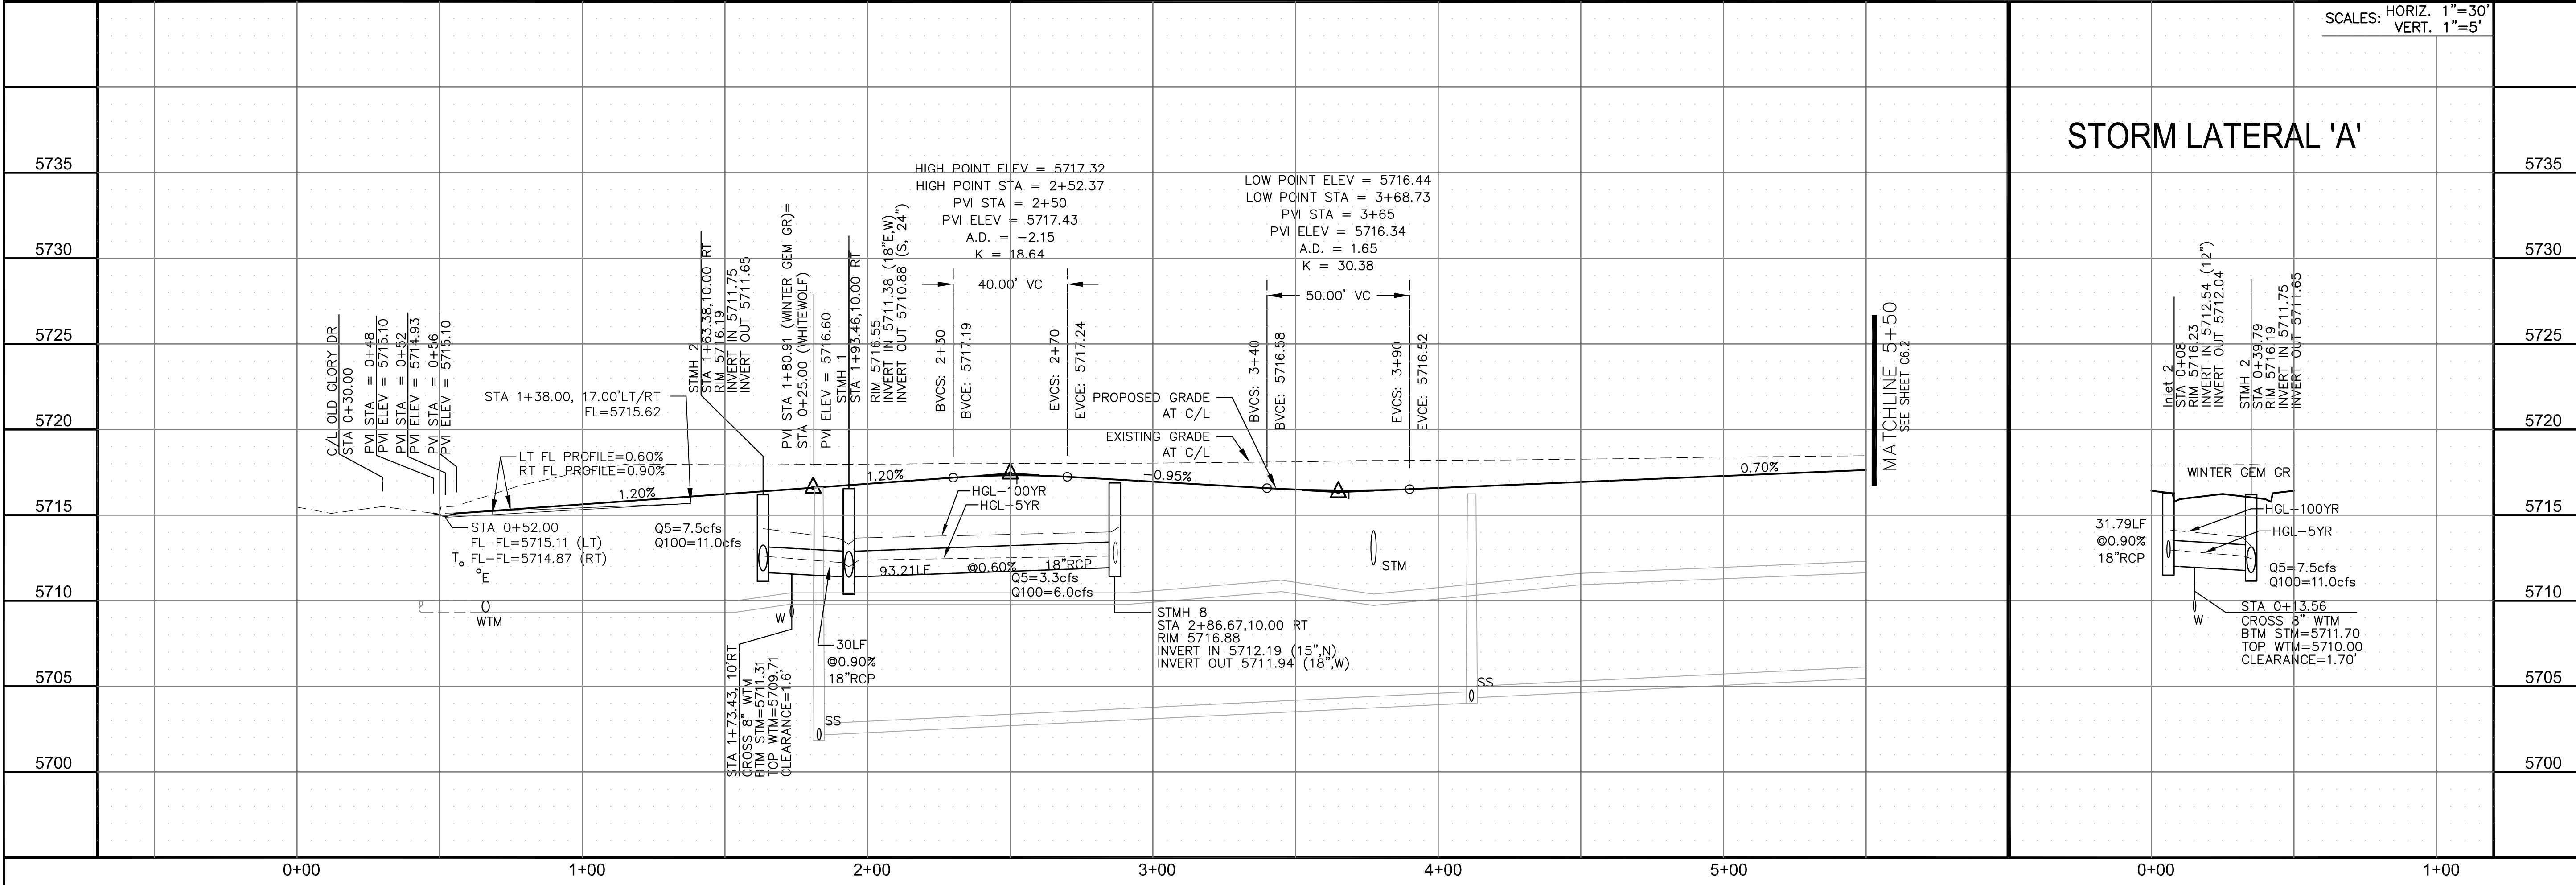 SCALES: HORIZ. 1"=30'
VERT. 1"=5'
STORM LATERAL 'A'
5735
5730
5725
5720
5715
5710
5705
5700
C/L OLD GLORY DR
STA 0+30.00
PVI STA = 0+48
PVI ELEV = 5715.10
PVI STA = 0+52
PVI ELEV = 5714.93
PVI STA = 0+56
PVI ELEV = 5715.10
STA 1+38.00, 17.00'LT/RT
FL=5715.62
LT FL PROFILE=0.60%
RT FL PROFILE=0.90%
1.20%
STA 0+52.00
FL-FL=5715.11 (LT)
FL-FL=5714.87 (RT)
T
E
WTM
STMH 2
STA 1+63.38,10.00 RT
RIM 5716.19
INVERT IN 5711.75
INVERT OUT 5711.65
PVI STA 1+80.91 (WINTER GEM GR)=
STA 0+25.00 (WHITEWOLF)
PVI ELEV = 5716.60
STMH 1
STA 1+93.46,10.00 RT
RIM 5716.55
INVERT IN 5711.38 (18"E,W)
INVERT OUT 5710.88 (S, 24")
HIGH POINT ELEV = 5717.32
HIGH POINT STA = 2+52.37
PVI STA = 2+50
PVI ELEV = 5717.43
A.D. = -2.15
K = 18.64
40.00' VC
BVCS: 2+30
BVCE: 5717.19
EVCS: 2+70
EVCE: 5717.24
LOW POINT ELEV = 5716.44
LOW POINT STA = 3+68.73
PVI STA = 3+65
PVI ELEV = 5716.34
A.D. = 1.65
K = 30.38
50.00' VC
BVCS: 3+40
BVCE: 5716.58
EVCS: 3+90
EVCE: 5716.52
PROPOSED GRADE
AT C/L
EXISTING GRADE
AT C/L
1.20%
-0.95%
0.70%
MATCHLINE 5+50
SEE SHEET C6.2
Q5=7.5cfs
Q100=11.0cfs
HGL-100YR
HGL-5YR
93.21LF @0.60% 18"RCP
Q5=3.3cfs
Q100=6.0cfs
W
30LF
@0.90%
18"RCP
STA 1+73.43, 10'RT
CROSS 8" WTM
BTM STM=5711.31
TOP WTM=5709.71
CLEARANCE=1.6'
SS
STMH 8
STA 2+86.67,10.00 RT
RIM 5716.88
INVERT IN 5712.19 (15",N)
INVERT OUT 5711.94 (18",W)
STM
SS
0+00
1+00
2+00
3+00
4+00
5+00
Inlet 2
STA 0+08
RIM 5716.23
INVERT IN 5712.54 (12")
INVERT OUT 5712.04
STMH 2
STA 0+39.79
RIM 5716.19
INVERT IN 5711.75
INVERT OUT 5711.65
WINTER GEM GR
HGL-100YR
HGL-5YR
31.79LF
@0.90%
18"RCP
Q5=7.5cfs
Q100=11.0cfs
W
STA 0+13.56
CROSS 8" WTM
BTM STM=5711.70
TOP WTM=5710.00
CLEARANCE=1.70'
0+00
1+00
5735
5730
5725
5720
5715
5710
5705
5700